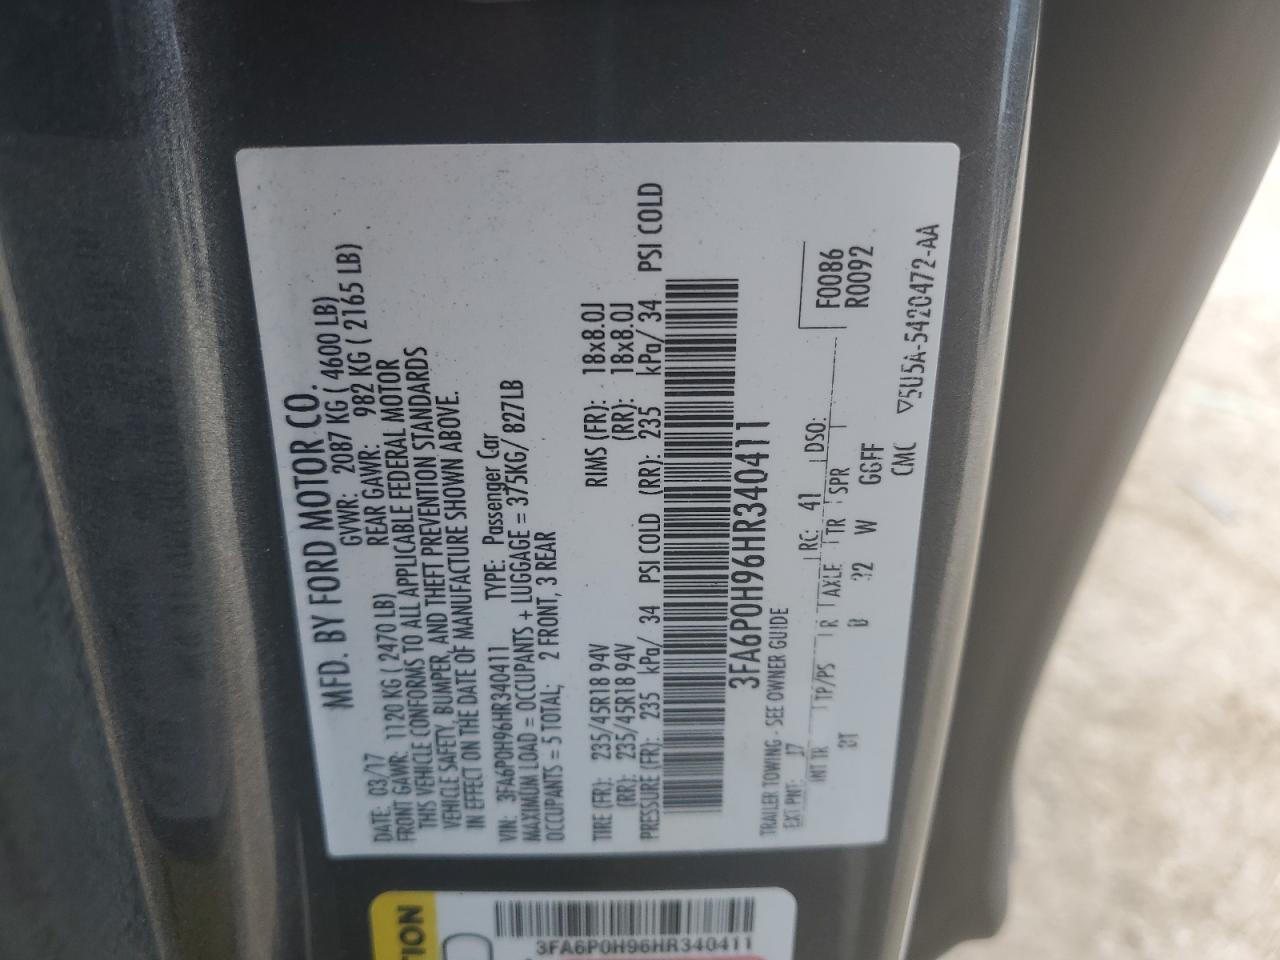 MFD. BY FORD MOTOR CO.
DATE: 03/17 GVWR: 2087 KG ( 4600 LB)
FRONT GAWR: 1120 KG ( 2470 LB) REAR GAWR: 982 KG ( 2165 LB)
THIS VEHICLE CONFORMS TO ALL APPLICABLE FEDERAL MOTOR
VEHICLE SAFETY, BUMPER, AND THEFT PREVENTION STANDARDS
IN EFFECT ON THE DATE OF MANUFACTURE SHOWN ABOVE.
VIN: 3FA6P0H96HR340411 TYPE: Passenger Car
MAXIMUM LOAD = OCCUPANTS + LUGGAGE = 375KG/ 827LB
OCCUPANTS = 5 TOTAL; 2 FRONT, 3 REAR
TIRE (FR): 235/45R18 94V RIMS (FR): 18x8.0J
(RR): 235/45R18 94V (RR): 18x8.0J
PRESSURE (FR): 235 kPa/ 34 PSI COLD (RR): 235 kPa/ 34 PSI COLD
3FA6P0H96HR340411
TRAILER TOWING - SEE OWNER GUIDE
F0086
R0092
EXT PNT: RC: 41 DSO:
INT TR TP/PS R AXLE TR SPR
W GGFF
CMC
▽5U5A-5420472-AA
TION
3FA6P0H96HR340411